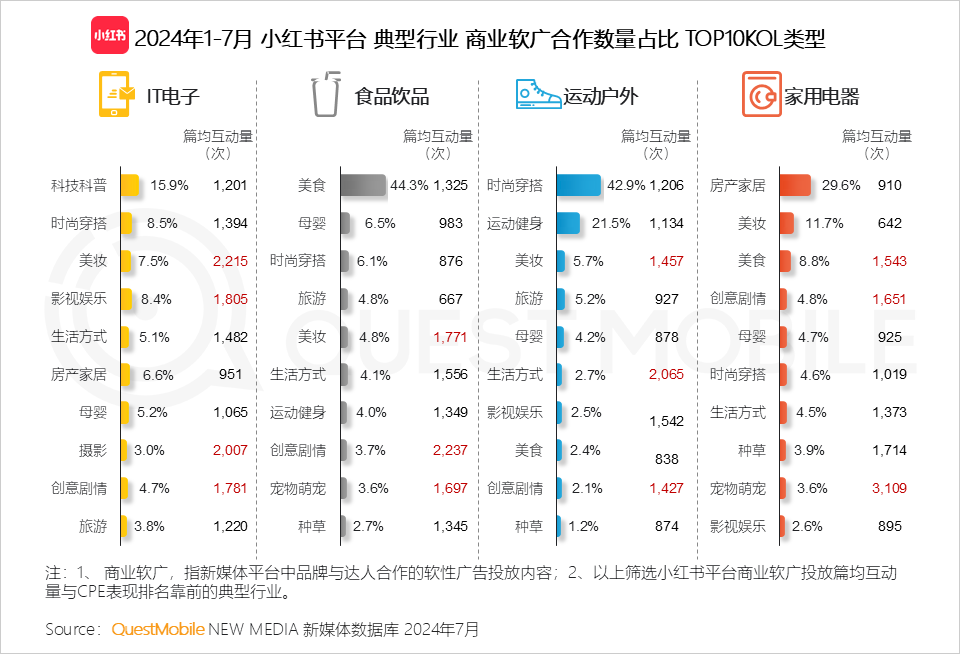 小红书
2024年1-7月 小红书平台 典型行业 商业软广合作数量占比 TOP10KOL类型
IT电子
篇均互动量
（次）
科技科普 15.9% 1,201
时尚穿搭 8.5% 1,394
美妆 7.5% 2,215
影视娱乐 8.4% 1,805
生活方式 5.1% 1,482
房产家居 6.6% 951
母婴 5.2% 1,065
摄影 3.0% 2,007
创意剧情 4.7% 1,781
旅游 3.8% 1,220
食品饮品
篇均互动量
（次）
美食 44.3% 1,325
母婴 6.5% 983
时尚穿搭 6.1% 876
旅游 4.8% 667
美妆 4.8% 1,771
生活方式 4.1% 1,556
运动健身 4.0% 1,349
创意剧情 3.7% 2,237
宠物萌宠 3.6% 1,697
种草 2.7% 1,345
运动户外
篇均互动量
（次）
时尚穿搭 42.9% 1,206
运动健身 21.5% 1,134
美妆 5.7% 1,457
旅游 5.2% 927
母婴 4.2% 878
生活方式 2.7% 2,065
影视娱乐 2.5% 1,542
美食 2.4% 838
创意剧情 2.1% 1,427
种草 1.2% 874
家用电器
篇均互动量
（次）
房产家居 29.6% 910
美妆 11.7% 642
美食 8.8% 1,543
创意剧情 4.8% 1,651
母婴 4.7% 925
时尚穿搭 4.6% 1,019
生活方式 4.5% 1,373
种草 3.9% 1,714
宠物萌宠 3.6% 3,109
影视娱乐 2.6% 895
QUEST MOBILE
注：1、 商业软广，指新媒体平台中品牌与达人合作的软性广告投放内容；2、以上筛选小红书平台商业软广投放篇均互动
量与CPE表现排名靠前的典型行业。
Source：QuestMobile NEW MEDIA 新媒体数据库 2024年7月